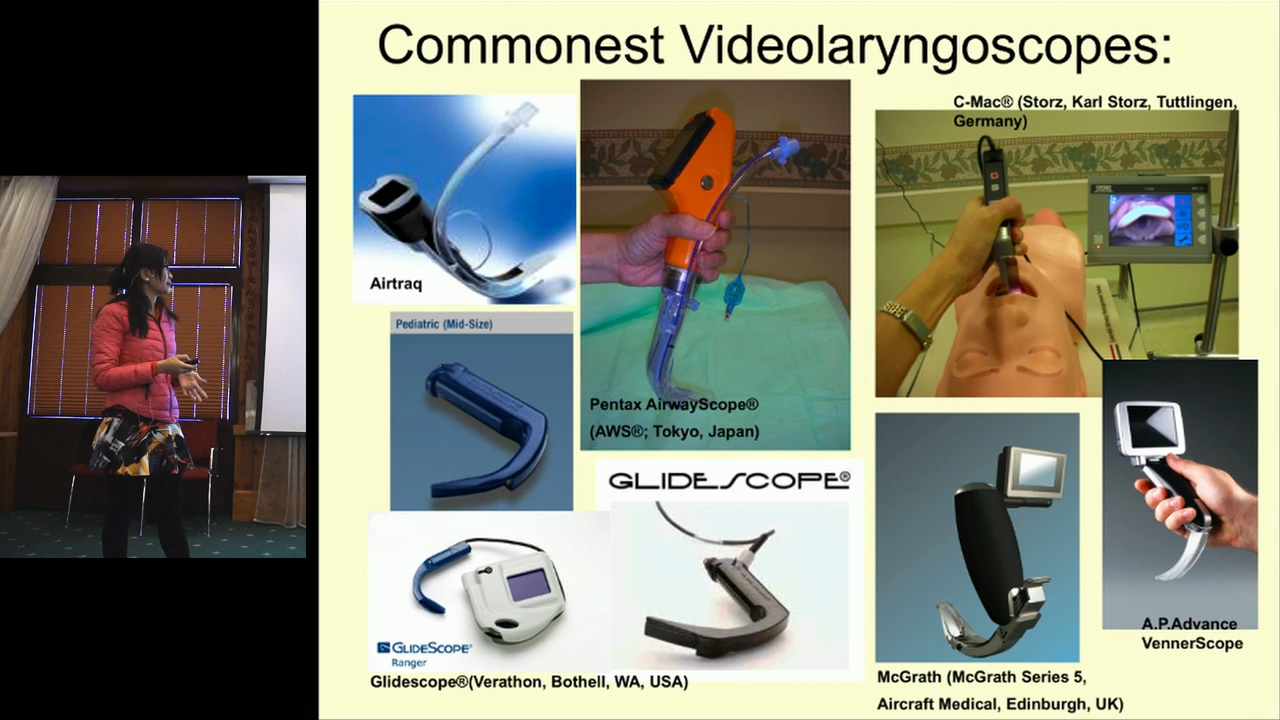 Commonest Videolaryngoscopes:
C-Mac® (Storz, Karl Storz, Tuttlingen,
Germany)
Airtraq
Pediatric (Mid-Size)
Pentax AirwayScope®
(AWS®; Tokyo, Japan)
GLIDESCOPE®
GLIDESCOPE®
Ranger
Glidescope®(Verathon, Bothell, WA, USA)
A.P.Advance
VennerScope
McGrath (McGrath Series 5,
Aircraft Medical, Edinburgh, UK)